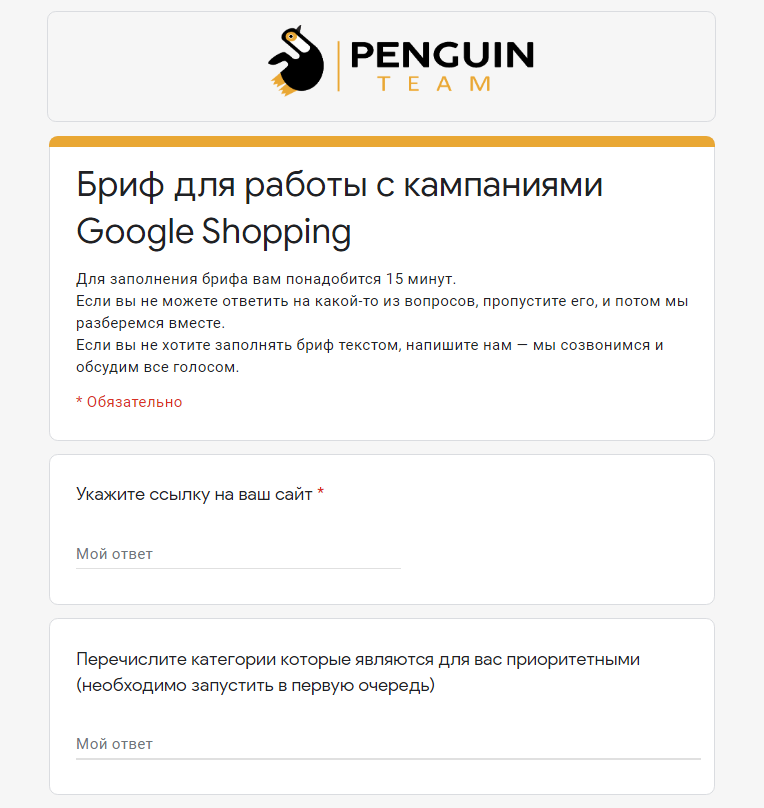 PENGUIN
TEAM
Бриф для работы с кампаниями
Google Shopping
Для заполнения брифа вам понадобится 15 минут.
Если вы не можете ответить на какой-то из вопросов, пропустите его, и потом мы
разберемся вместе.
Если вы не хотите заполнять бриф текстом, напишите нам — мы созвонимся и
обсудим все голосом.
* Обязательно
Укажите ссылку на ваш сайт *
Мой ответ
Перечислите категории которые являются для вас приоритетными
(необходимо запустить в первую очередь)
Мой ответ